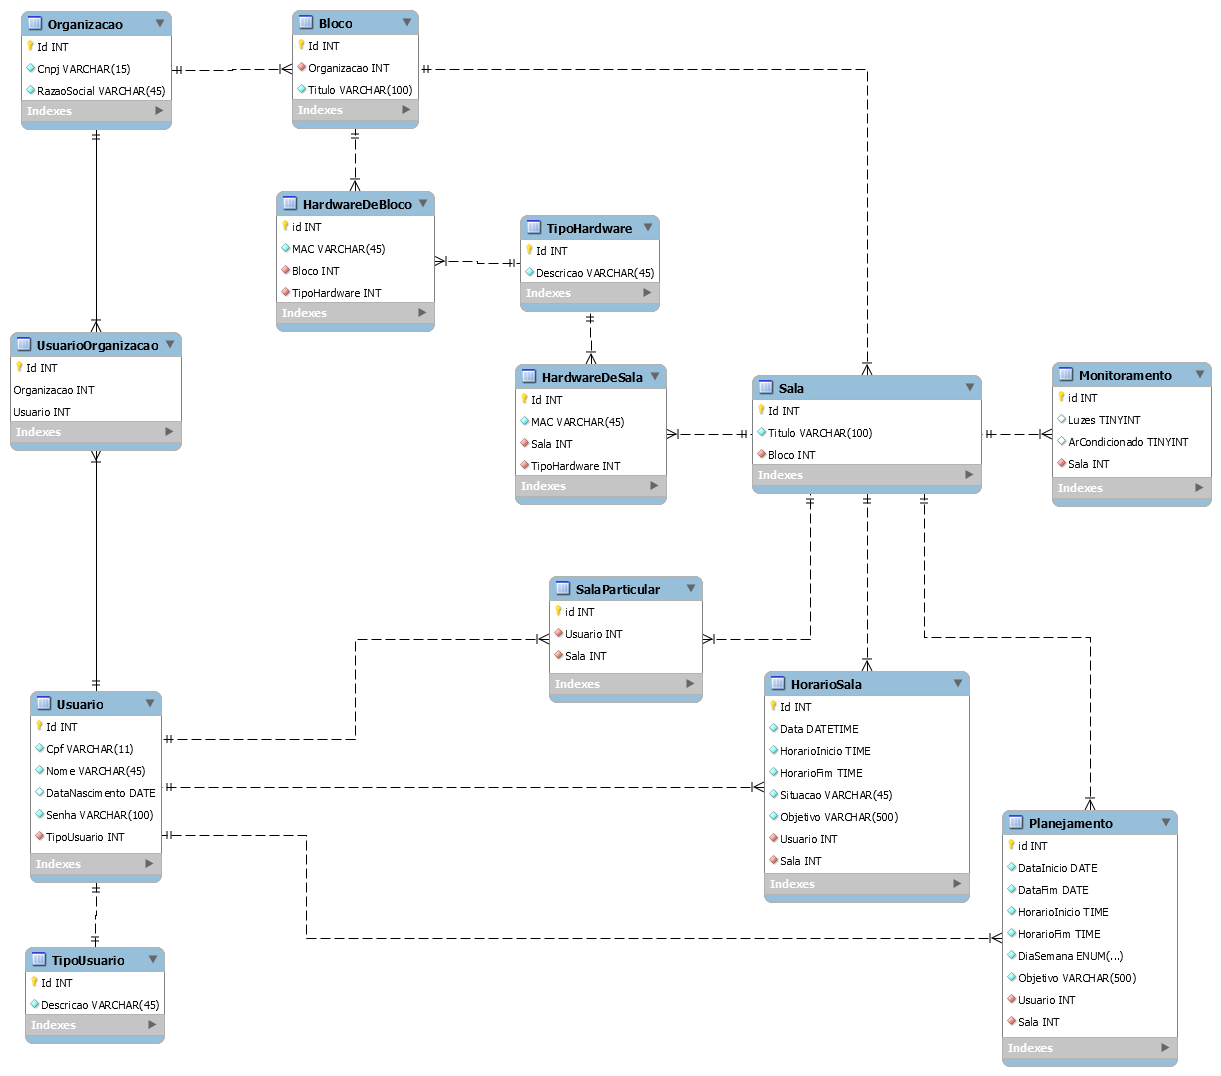 Organizacao
Id INT
Cnpj VARCHAR(15)
RazaoSocial VARCHAR(45)
Indexes
Bloco
Id INT
Organizacao INT
Titulo VARCHAR(100)
Indexes
HardwareDeBloco
id INT
MAC VARCHAR(45)
Bloco INT
TipoHardware INT
Indexes
TipoHardware
Id INT
Descricao VARCHAR(45)
Indexes
UsuarioOrganizacao
Id INT
Organizacao INT
Usuario INT
Indexes
HardwareDeSala
Id INT
MAC VARCHAR(45)
Sala INT
TipoHardware INT
Indexes
Sala
Id INT
Titulo VARCHAR(100)
Bloco INT
Indexes
Monitoramento
id INT
Luzes TINYINT
ArCondicionado TINYINT
Sala INT
Indexes
SalaParticular
id INT
Usuario INT
Sala INT
Indexes
Usuario
Id INT
Cpf VARCHAR(11)
Nome VARCHAR(45)
DataNascimento DATE
Senha VARCHAR(100)
TipoUsuario INT
Indexes
HorarioSala
Id INT
Data DATETIME
HorarioInicio TIME
HorarioFim TIME
Situacao VARCHAR(45)
Objetivo VARCHAR(500)
Usuario INT
Sala INT
Indexes
Planejamento
id INT
DataInicio DATE
DataFim DATE
HorarioInicio TIME
HorarioFim TIME
DiaSemana ENUM(...)
Objetivo VARCHAR(500)
Usuario INT
Sala INT
Indexes
TipoUsuario
Id INT
Descricao VARCHAR(45)
Indexes